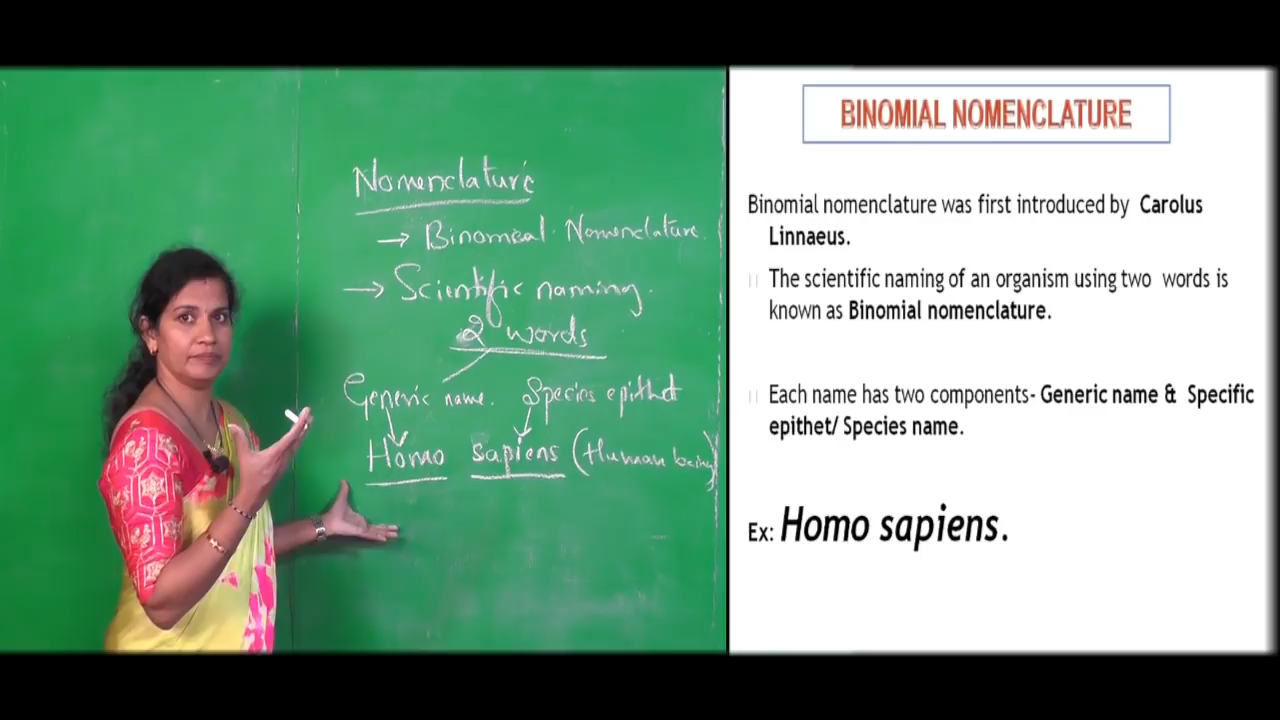 Nomenclature
→ Binomical Nomenclature.
→ Scientific naming.
2 words
Generic name. Species epithet
Homo sapiens (Human being)
BINOMIAL NOMENCLATURE
Binomial nomenclature was first introduced by Carolus
Linnaeus.
The scientific naming of an organism using two words is
known as Binomial nomenclature.
Each name has two components- Generic name & Specific
epithet/ Species name.
Ex: Homo sapiens.